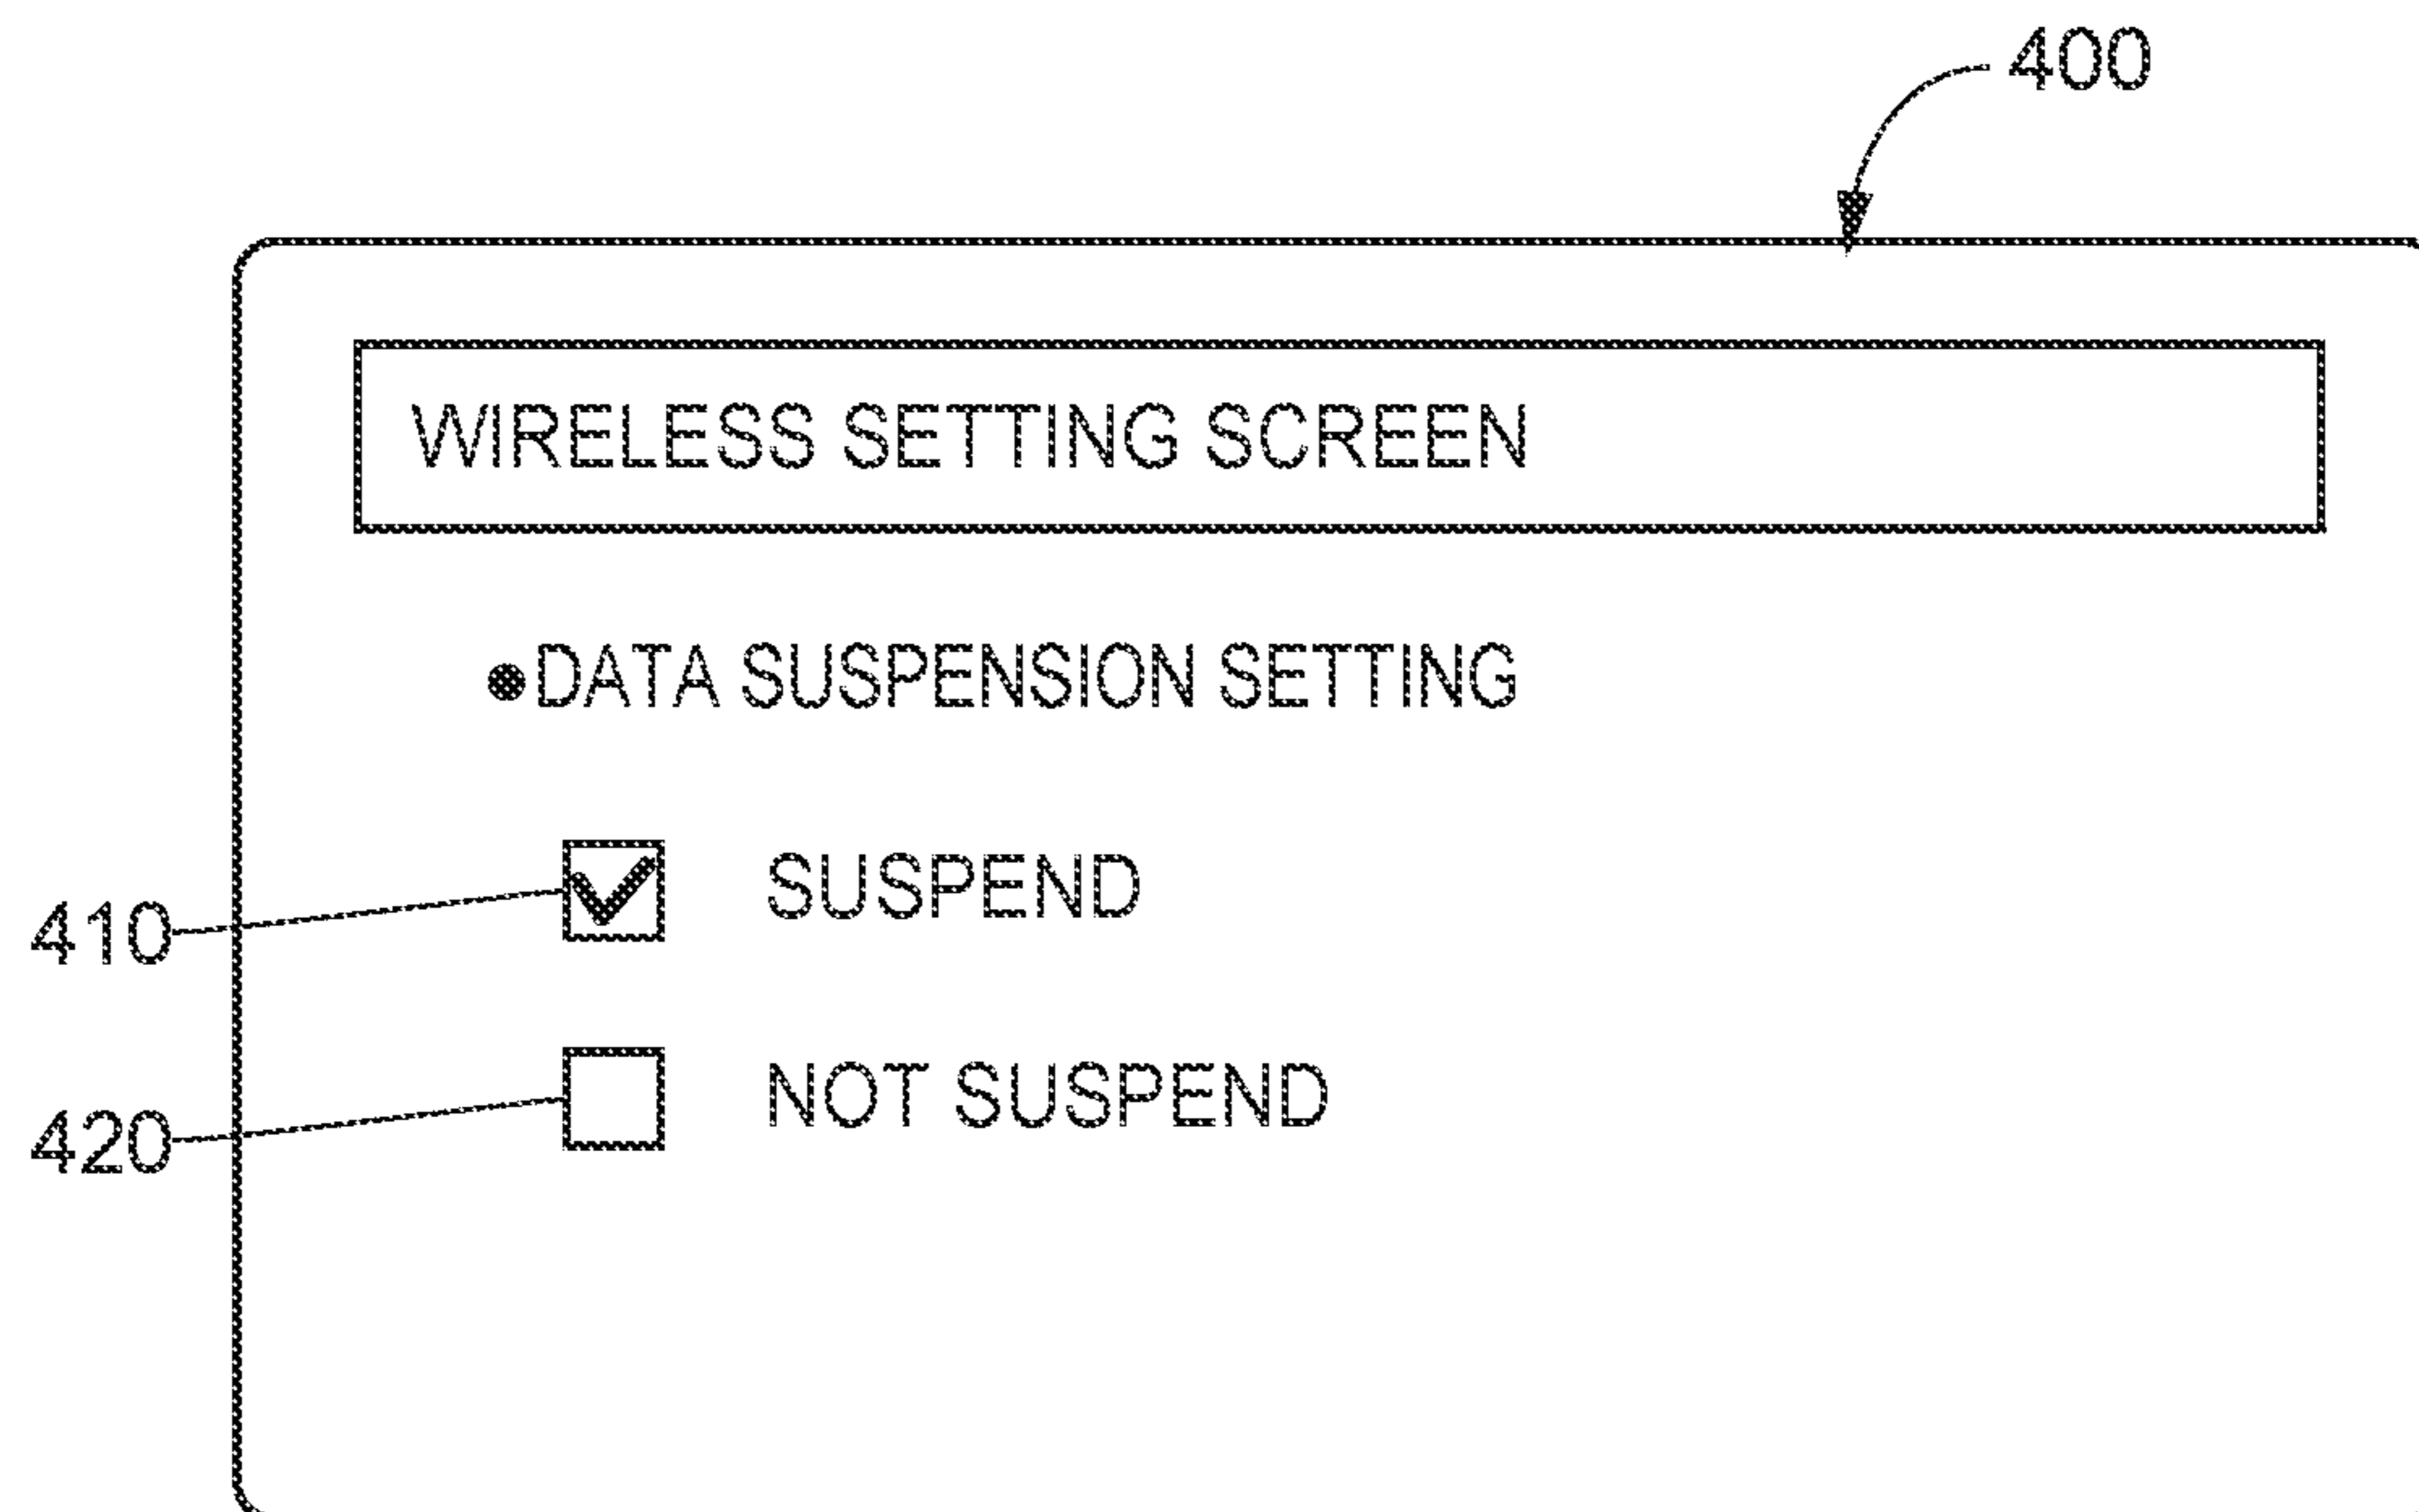 400
WIRELESS SETTING SCREEN
●DATA SUSPENSION SETTING
410 SUSPEND
420 NOT SUSPEND